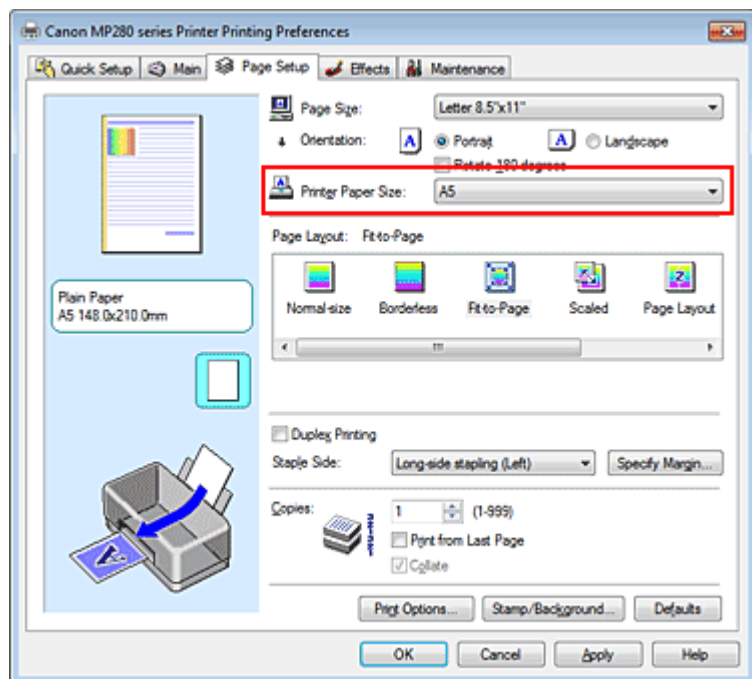 Canon MP280 series Printer Printing Preferences
Quick Setup Main Page Setup Effects Maintenance
Page Size: Letter 8.5"x11"
Orientation: A Portrait A Landscape
Rotate 180 degrees
Printer Paper Size: A5
Page Layout: Fit-to-Page
Normal-size Borderless Fit-to-Page Scaled Page Layout
Plain Paper
A5 148.0x210.0mm
Duplex Printing
Staple Side: Long-side stapling (Left) Specify Margin...
Copies: 1 (1-999)
Print from Last Page
Collate
Print Options... Stamp/Background... Defaults
OK Cancel Apply Help